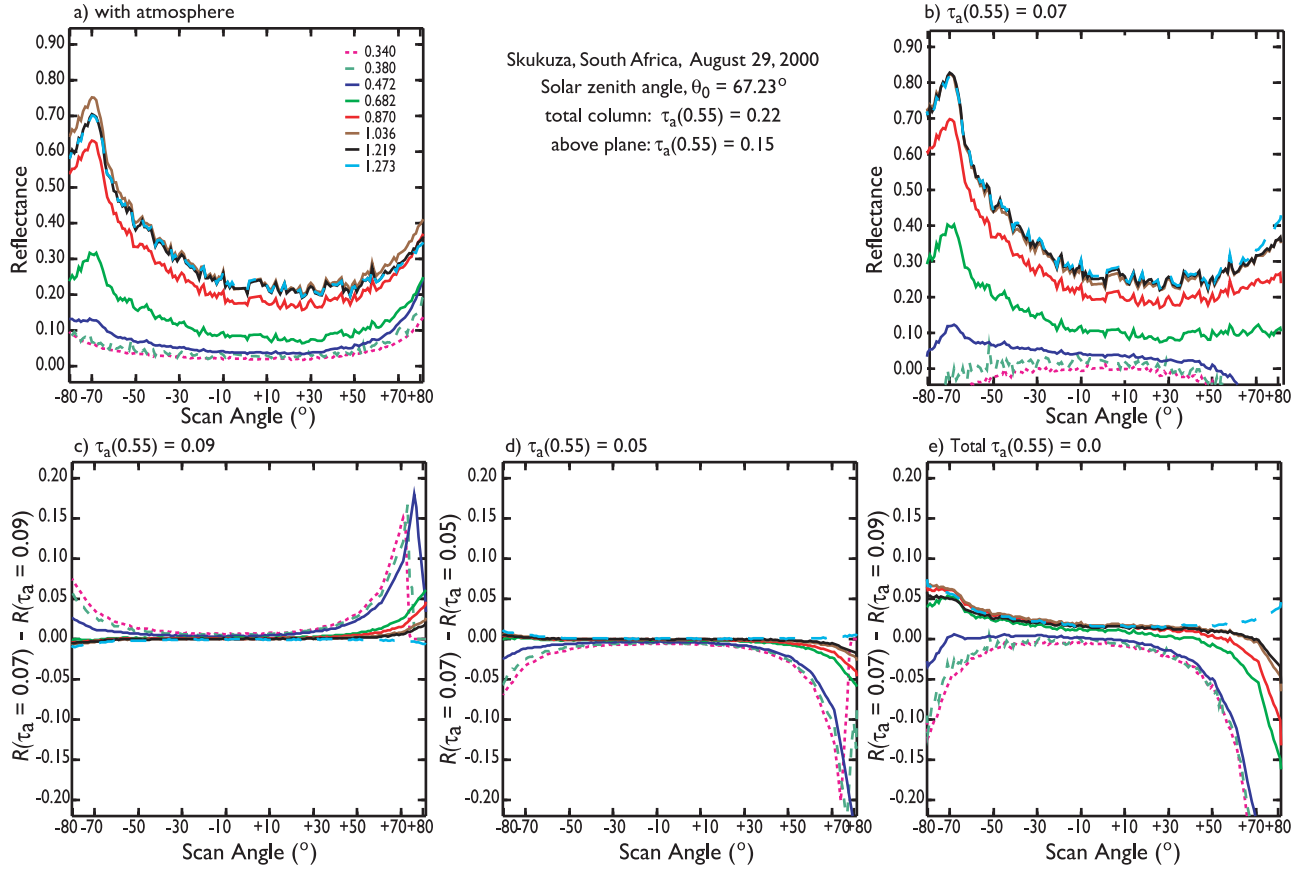 a) with atmosphere
0.90
0.80
0.70
0.60
0.50
0.40
0.30
0.20
0.10
0.00
Reflectance
0.340
0.380
0.472
0.682
0.870
1.036
1.219
1.273
-80 -70 -50 -30 -10 +10 +30 +50 +70 +80
Scan Angle (°)
Skukuza, South Africa, August 29, 2000
Solar zenith angle, θ₀ = 67.23°
total column: τₐ(0.55) = 0.22
above plane: τₐ(0.55) = 0.15
b) τₐ(0.55) = 0.07
0.90
0.80
0.70
0.60
0.50
0.40
0.30
0.20
0.10
0.00
Reflectance
-80 -70 -50 -30 -10 +10 +30 +50 +70 +80
Scan Angle (°)
c) τₐ(0.55) = 0.09
0.20
0.15
0.10
0.05
0.00
-0.05
-0.10
-0.15
-0.20
R(τₐ = 0.07) - R(τₐ = 0.09)
-80 -70 -50 -30 -10 +10 +30 +50 +70 +80
Scan Angle (°)
d) τₐ(0.55) = 0.05
0.20
0.15
0.10
0.05
0.00
-0.05
-0.10
-0.15
-0.20
R(τₐ = 0.07) - R(τₐ = 0.05)
-80 -70 -50 -30 -10 +10 +30 +50 +70 +80
Scan Angle (°)
e) Total τₐ(0.55) = 0.0
0.20
0.15
0.10
0.05
0.00
-0.05
-0.10
-0.15
-0.20
R(τₐ = 0.07) - R(τₐ = 0.09)
-80 -70 -50 -30 -10 +10 +30 +50 +70 +80
Scan Angle (°)